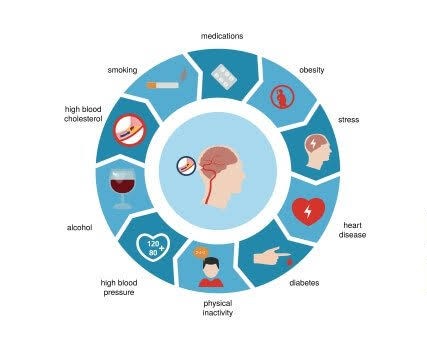 medications
obesity
stress
heart
disease
diabetes
physical
inactivity
high blood
pressure
120
80
alcohol
high blood
cholesterol
smoking